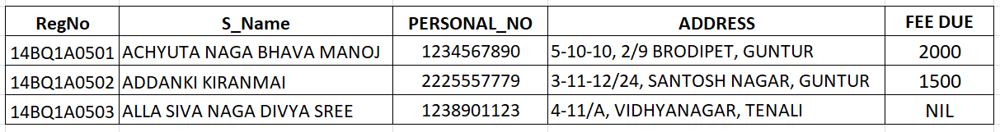 RegNo S_Name PERSONAL_NO ADDRESS FEE DUE
14BQ1A0501 ACHYUTA NAGA BHAVA MANOJ 1234567890 5-10-10, 2/9 BRODIPET, GUNTUR 2000
14BQ1A0502 ADDANKI KIRANMAI 2225557779 3-11-12/24, SANTOSH NAGAR, GUNTUR 1500
14BQ1A0503 ALLA SIVA NAGA DIVYA SREE 1238901123 4-11/A, VIDHYANAGAR, TENALI NIL